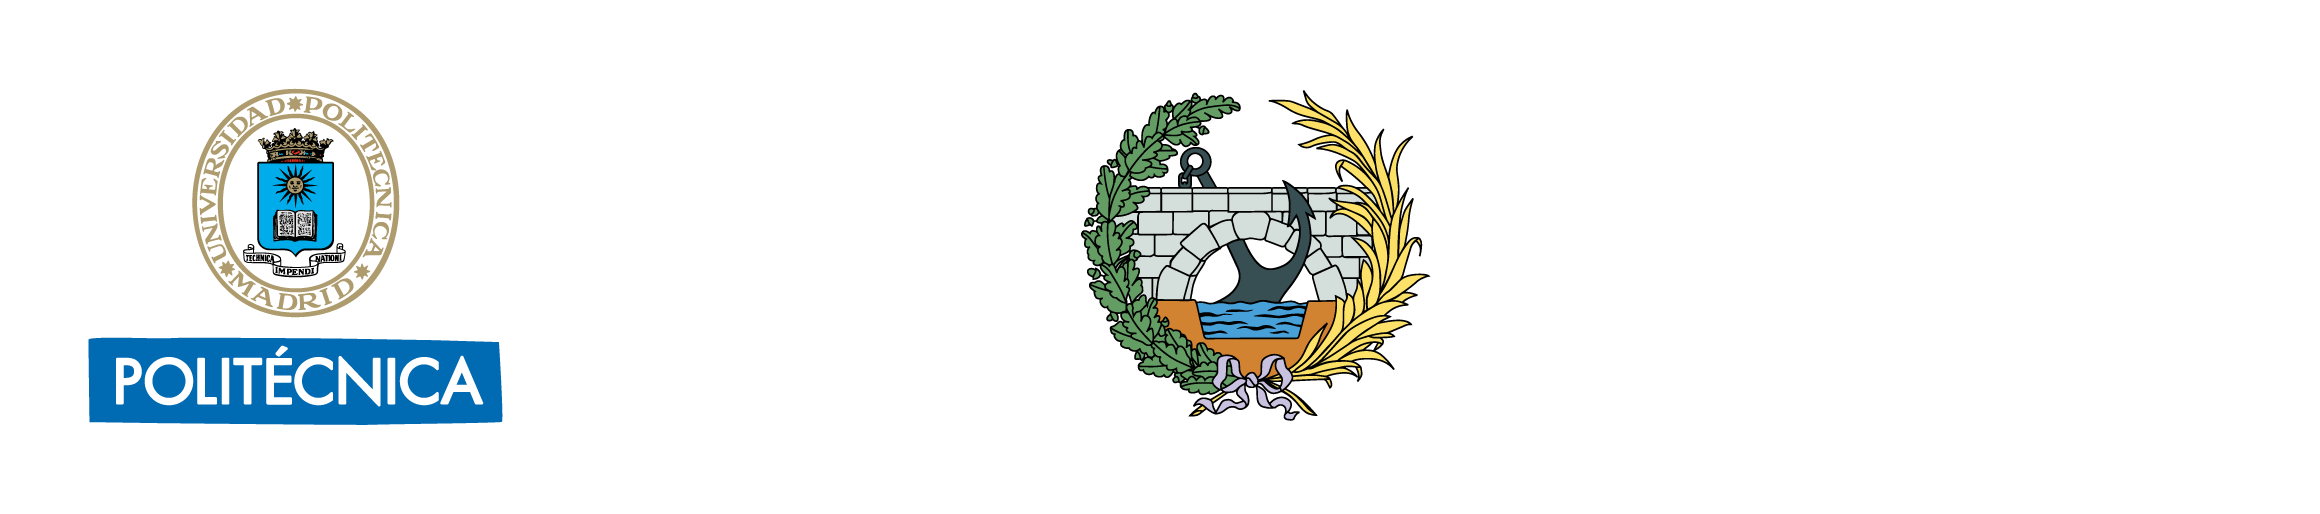 UNIVERSIDAD POLITECNICA
MADRID
TECHNICA
IMPENDI
NATIONI
POLITÉCNICA